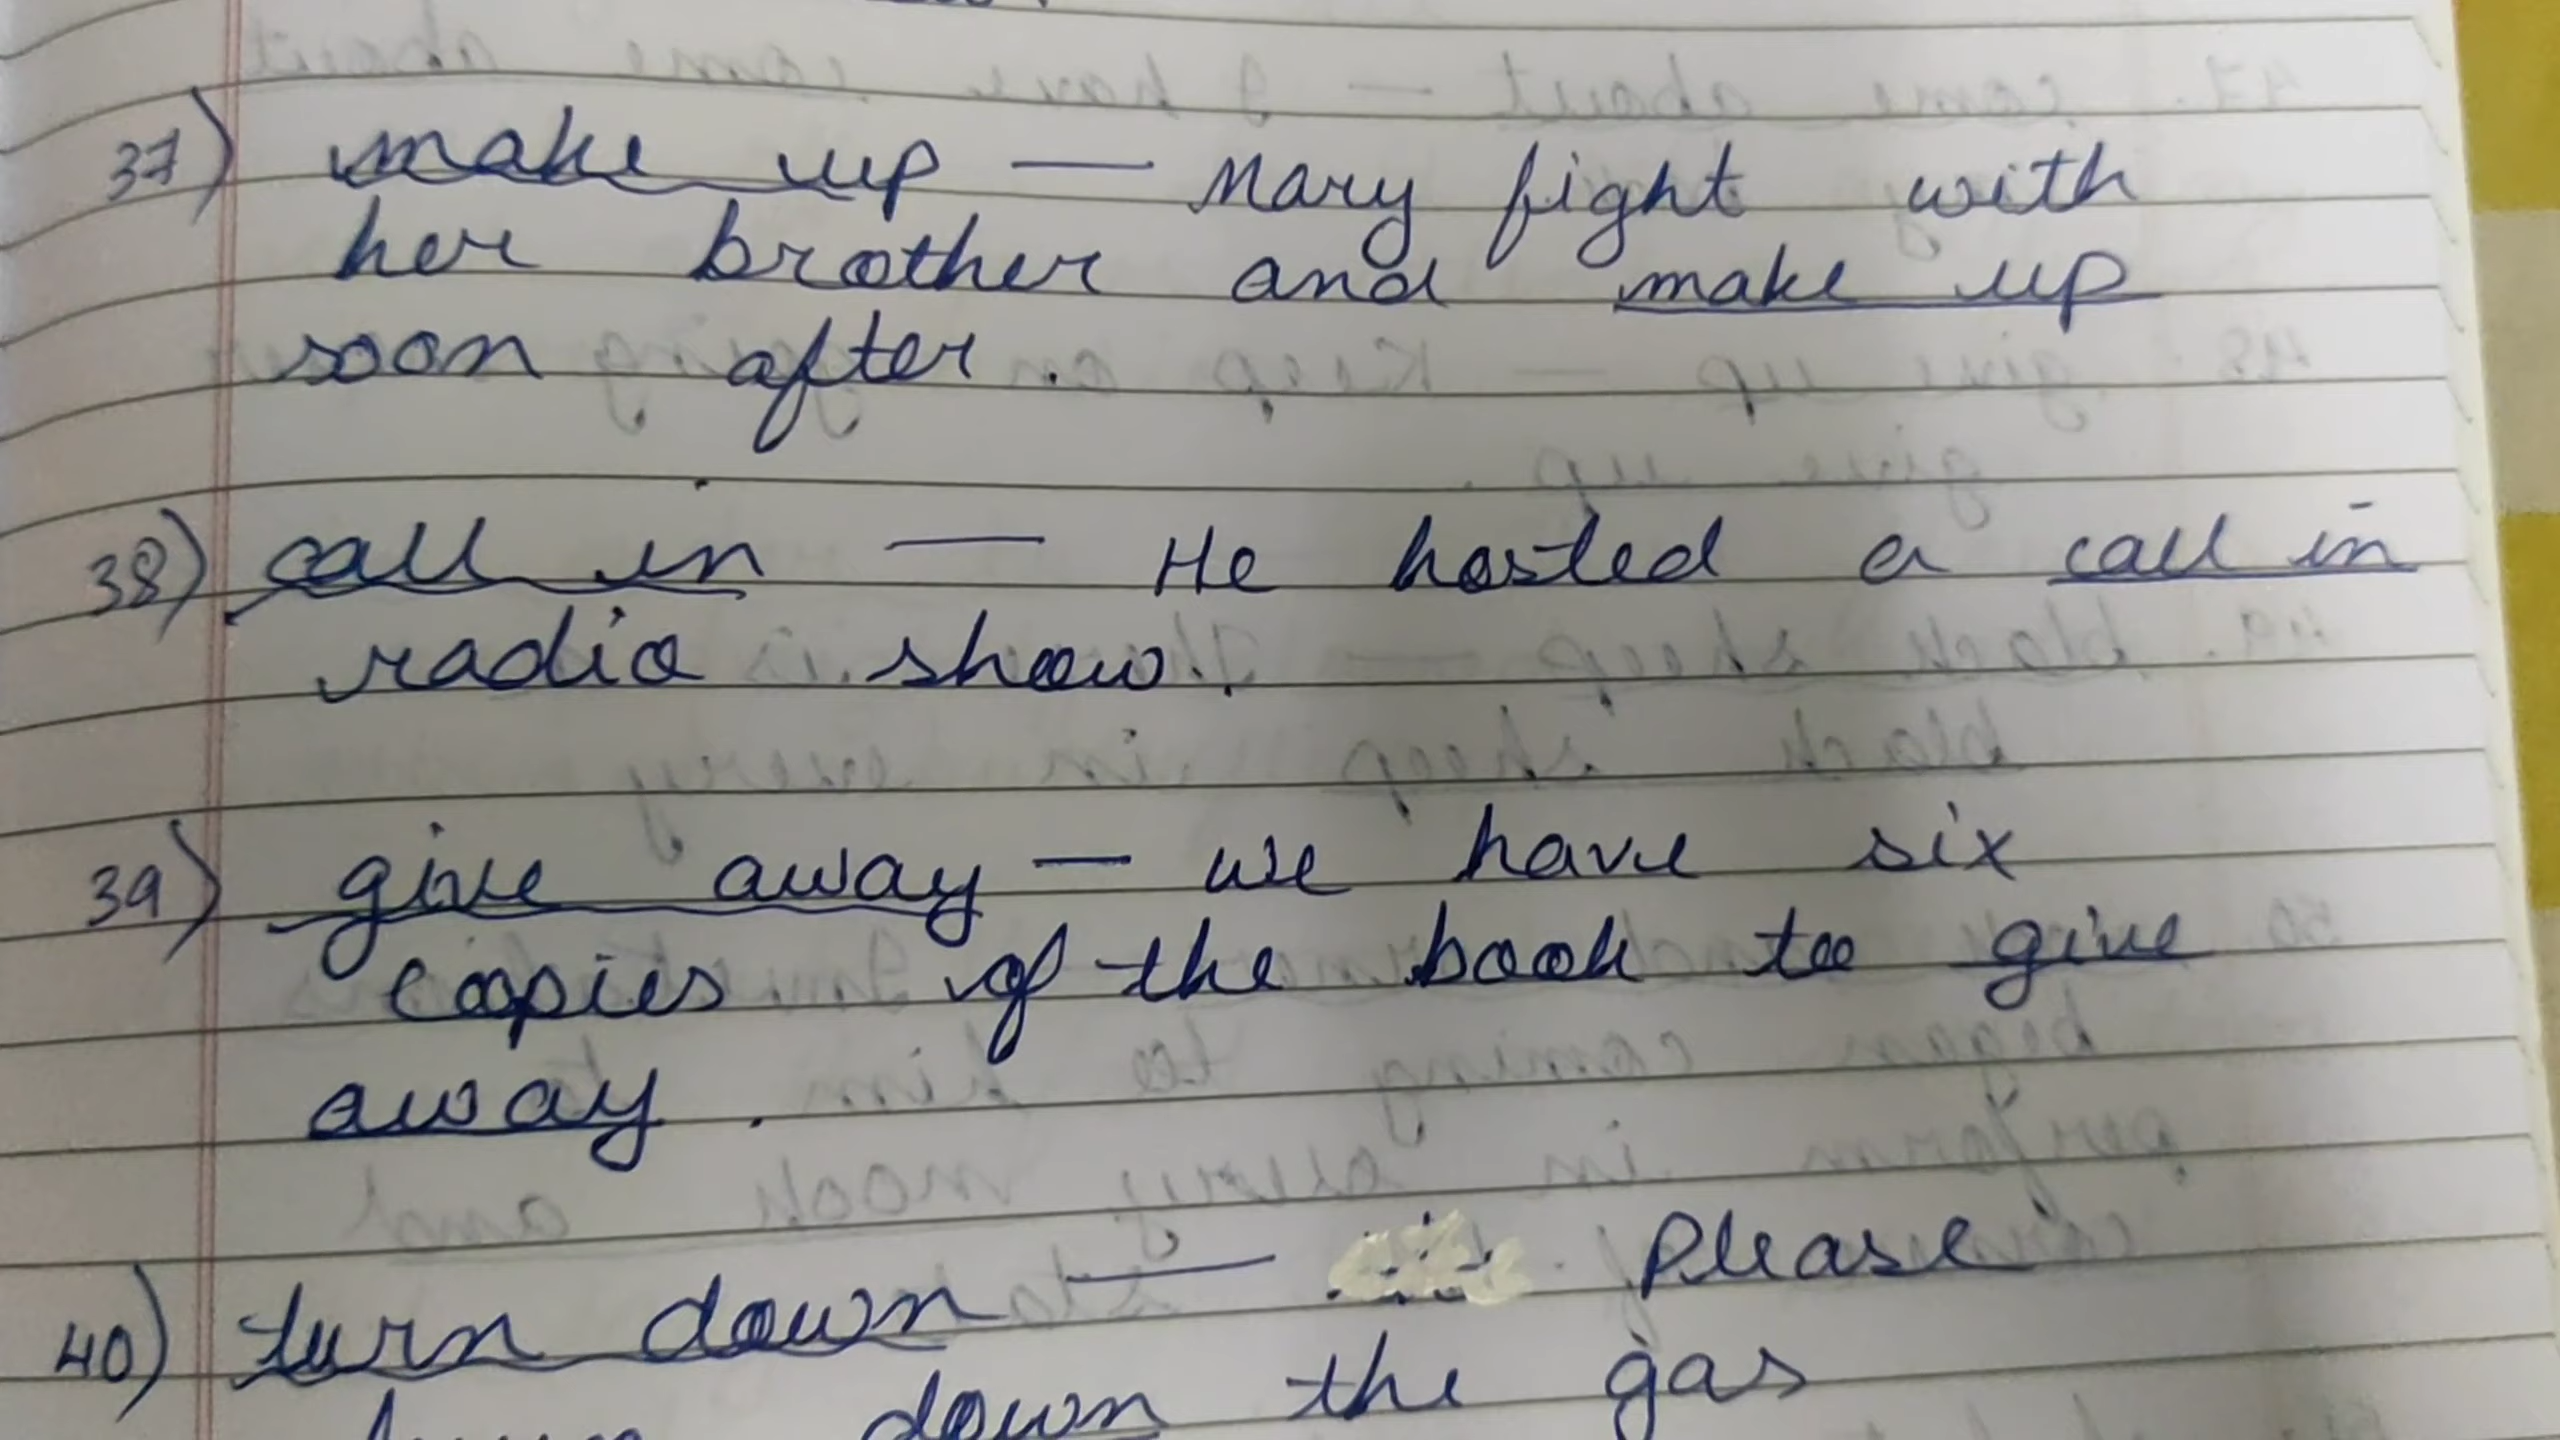 37) make up — Mary fight with
her brother and make up
soon after.
38) call in — He hosted a call in
radio show.
39) give away — we have six
copies of the book to give
away.
40) turn down — Please
turn down the gas